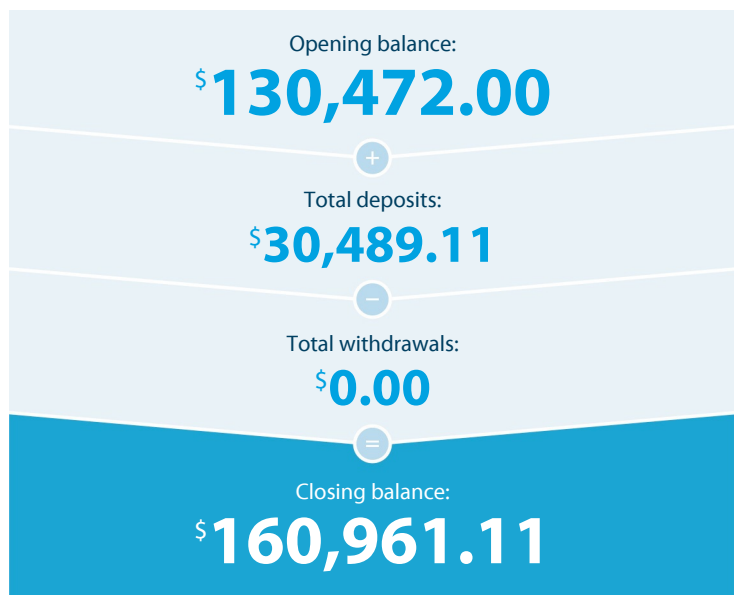 Opening balance:
$130,472.00
+
Total deposits:
$30,489.11
−
Total withdrawals:
$0.00
=
Closing balance:
$160,961.11